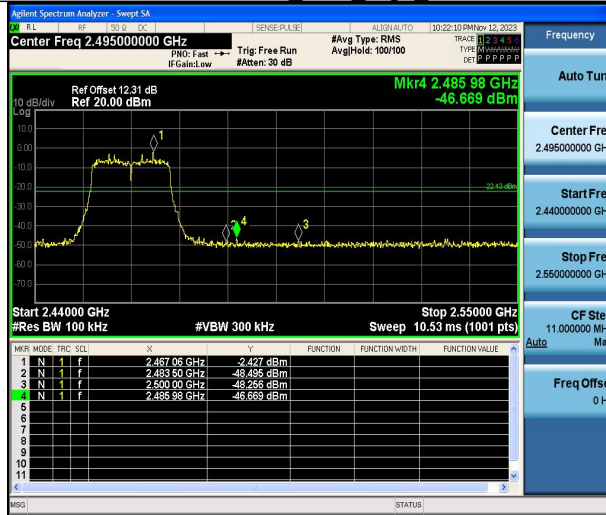 Agilent Spectrum Analyzer - Swept SA
RL RF 50 Ω DC SENSE:PULSE ALIGN AUTO 10:22:10 PM Nov 12, 2023
Center Freq 2.495000000 GHz
PNO: Fast
IFGain:Low
Trig: Free Run
#Atten: 30 dB
#Avg Type: RMS
Avg|Hold: 100/100
TRACE 1 2 3 4 5 6
TYPE M
DET P P P P P P
Mkr4 2.485 98 GHz
-46.669 dBm
Ref Offset 12.31 dB
10 dB/div Ref 20.00 dBm
Log
10.0
0.00
-10.0
-20.0
-30.0
-40.0
-50.0
-60.0
-70.0
1
4
3
-22.43 dBm
Start 2.44000 GHz Stop 2.55000 GHz
#Res BW 100 kHz #VBW 300 kHz Sweep 10.53 ms (1001 pts)
MKR MODE TRC SCL X Y FUNCTION FUNCTION WIDTH FUNCTION VALUE
1 N 1 f 2.467 06 GHz -2.427 dBm
2 N 1 f 2.483 50 GHz -48.495 dBm
3 N 1 f 2.500 00 GHz -48.256 dBm
4 N 1 f 2.485 98 GHz -46.669 dBm
5
6
7
8
9
10
11
MSG STATUS
Frequency
Auto Tun
Center Fre
2.495000000 GH
Start Fre
2.440000000 GH
Stop Fre
2.550000000 GH
CF Ste
11.000000 MH
Auto Ma
Freq Offse
0 H